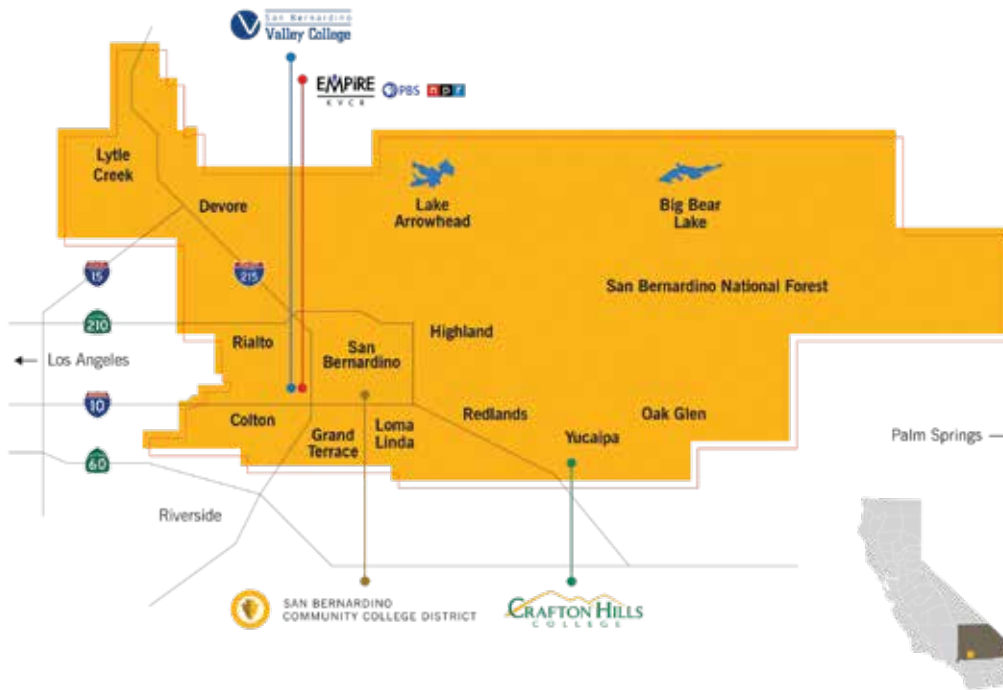 San Bernardino
Valley College
EMPIRE
KVCR
PBS
npr
Lytle
Creek
Devore
Lake
Arrowhead
Big Bear
Lake
15
215
San Bernardino National Forest
210
Rialto
San
Bernardino
Highland
Los Angeles
10
Colton
Grand
Terrace
Loma
Linda
Redlands
Oak Glen
Yucaipa
Palm Springs
60
Riverside
SAN BERNARDINO
COMMUNITY COLLEGE DISTRICT
CRAFTON HILLS
COLLEGE